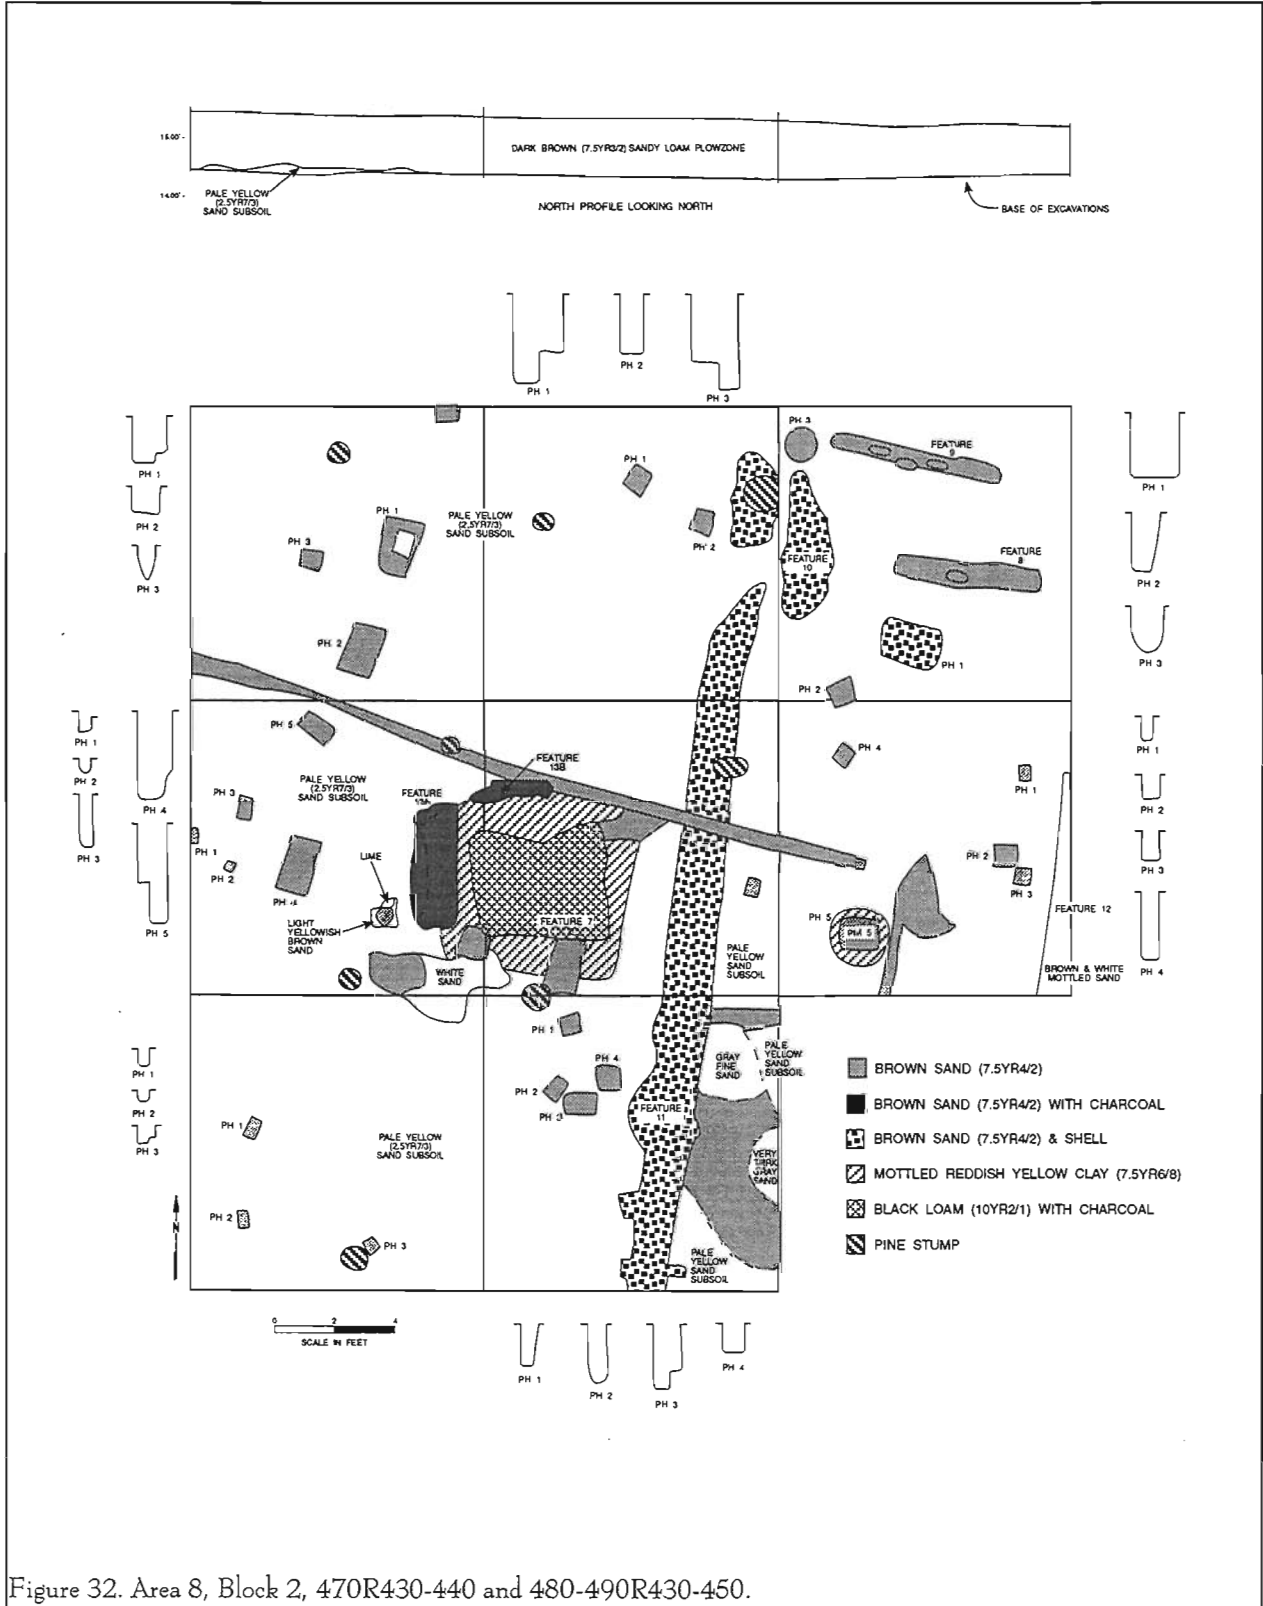 15.00'-
DARK BROWN (7.5YR3/2) SANDY LOAM PLOWZONE
14.00'-
PALE YELLOW
(2.5YR7/3)
SAND SUBSOIL
NORTH PROFILE LOOKING NORTH
BASE OF EXCAVATIONS
PH 1
PH 2
PH 3
PH 1
PH 2
PH 3
PH 1
PH 2
PH 3
PH 1
PH 3
PALE YELLOW
(2.5YR7/3)
SAND SUBSOIL
PH 2
PH 1
PH 2
PH 3
FEATURE
9
FEATURE
10
FEATURE
8
PH 1
PH 2
PH 1
PH 2
PH 3
PH 4
PH 5
PH 5
PALE YELLOW
(2.5YR7/3)
SAND SUBSOIL
PH 3
PH 1
PH 2
LIME
LIGHT
YELLOWISH
BROWN
SAND
FEATURE
FEATURE
13B
FEATURE 7
WHITE
SAND
PALE
YELLOW
SAND
SUBSOIL
PH 4
PH 1
PH 2
PH 3
PH 5
PH 5
FEATURE 12
BROWN & WHITE
MOTTLED SAND
PH 1
PH 2
PH 3
PH 4
PH 1
PH 2
PH 3
PH 1
PALE YELLOW
(2.5YR7/3)
SAND SUBSOIL
PH 2
PH 3
PH 1
PH 4
PH 2
PH 3
FEATURE
11
GRAY
FINE
SAND
PALE
YELLOW
SAND
SUBSOIL
VERY
DARK
GRAY
SAND
PALE
YELLOW
SAND
SUBSOIL
BROWN SAND (7.5YR4/2)
BROWN SAND (7.5YR4/2) WITH CHARCOAL
BROWN SAND (7.5YR4/2) & SHELL
MOTTLED REDDISH YELLOW CLAY (7.5YR6/8)
BLACK LOAM (10YR2/1) WITH CHARCOAL
PINE STUMP
N
0 2 4
SCALE IN FEET
PH 1
PH 2
PH 3
PH 4
Figure 32. Area 8, Block 2, 470R430-440 and 480-490R430-450.